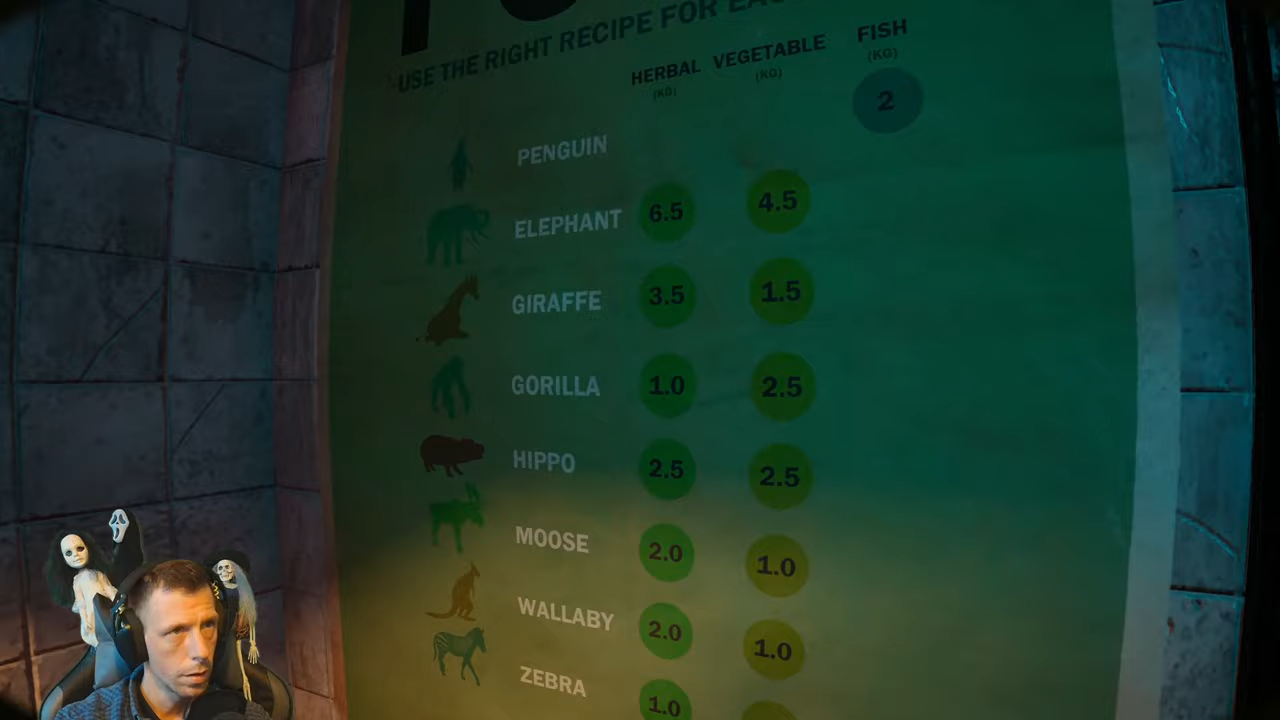 USE THE RIGHT RECIPE FOR
HERBAL VEGETABLE FISH
(KG) (KG) (KG)
PENGUIN 2
ELEPHANT 6.5 4.5
GIRAFFE 3.5 1.5
GORILLA 1.0 2.5
HIPPO 2.5 2.5
MOOSE 2.0 1.0
WALLABY 2.0 1.0
ZEBRA 1.0